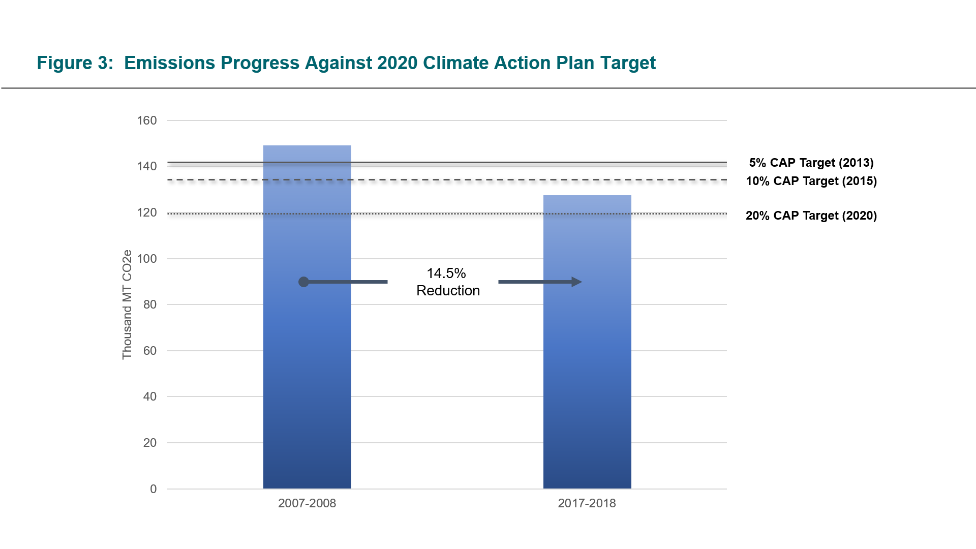 Figure 3:  Emissions Progress Against 2020 Climate Action Plan Target
160
140
120
100
80
60
40
20
0
Thousand MT CO2e
5% CAP Target (2013)
10% CAP Target (2015)
20% CAP Target (2020)
14.5%
Reduction
2007-2008
2017-2018